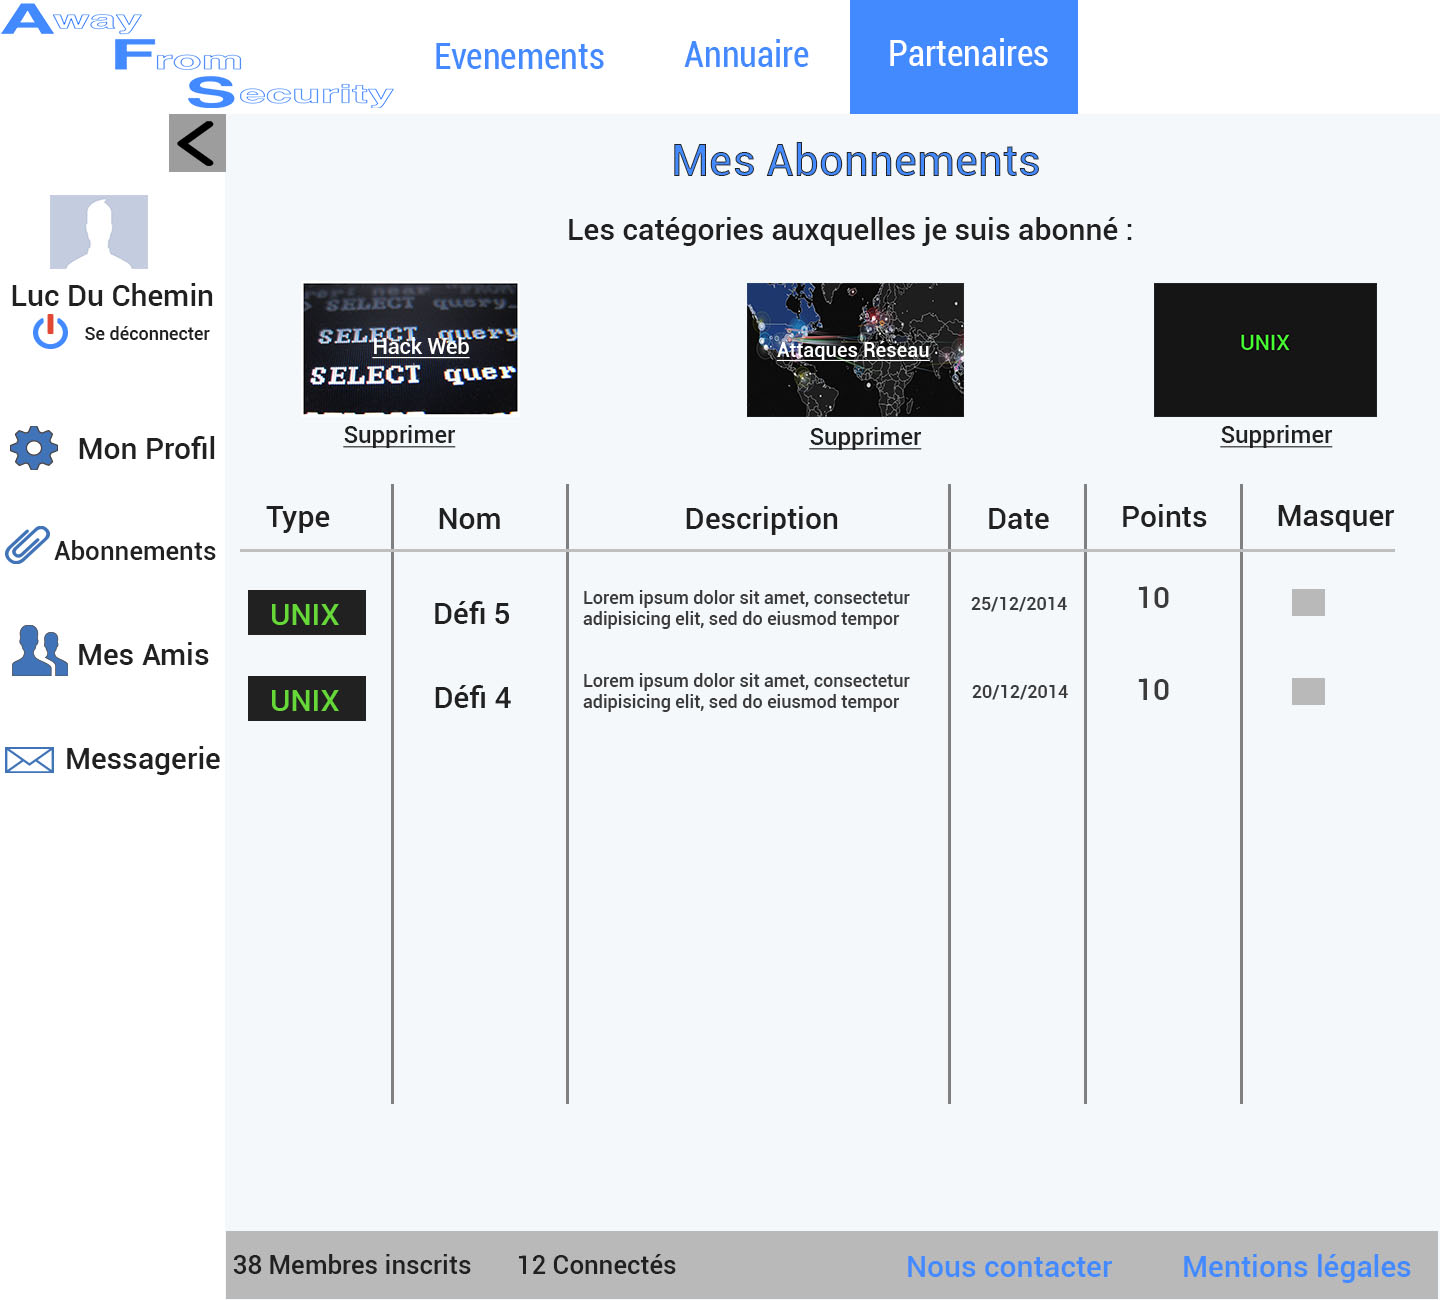 Away
From
Security
Evenements
Annuaire
Partenaires
Luc Du Chemin
Se déconnecter
Mon Profil
Abonnements
Mes Amis
Messagerie
Mes Abonnements
Les catégories auxquelles je suis abonné :
SELECT query
SELECT query
SELECT quer
Hack Web
Attaques Réseau
UNIX
Supprimer
Supprimer
Supprimer
Type Nom Description Date Points Masquer
UNIX Défi 5 Lorem ipsum dolor sit amet, consectetur 25/12/2014 10
adipisicing elit, sed do eiusmod tempor
UNIX Défi 4 Lorem ipsum dolor sit amet, consectetur 20/12/2014 10
adipisicing elit, sed do eiusmod tempor
38 Membres inscrits 12 Connectés Nous contacter Mentions légales